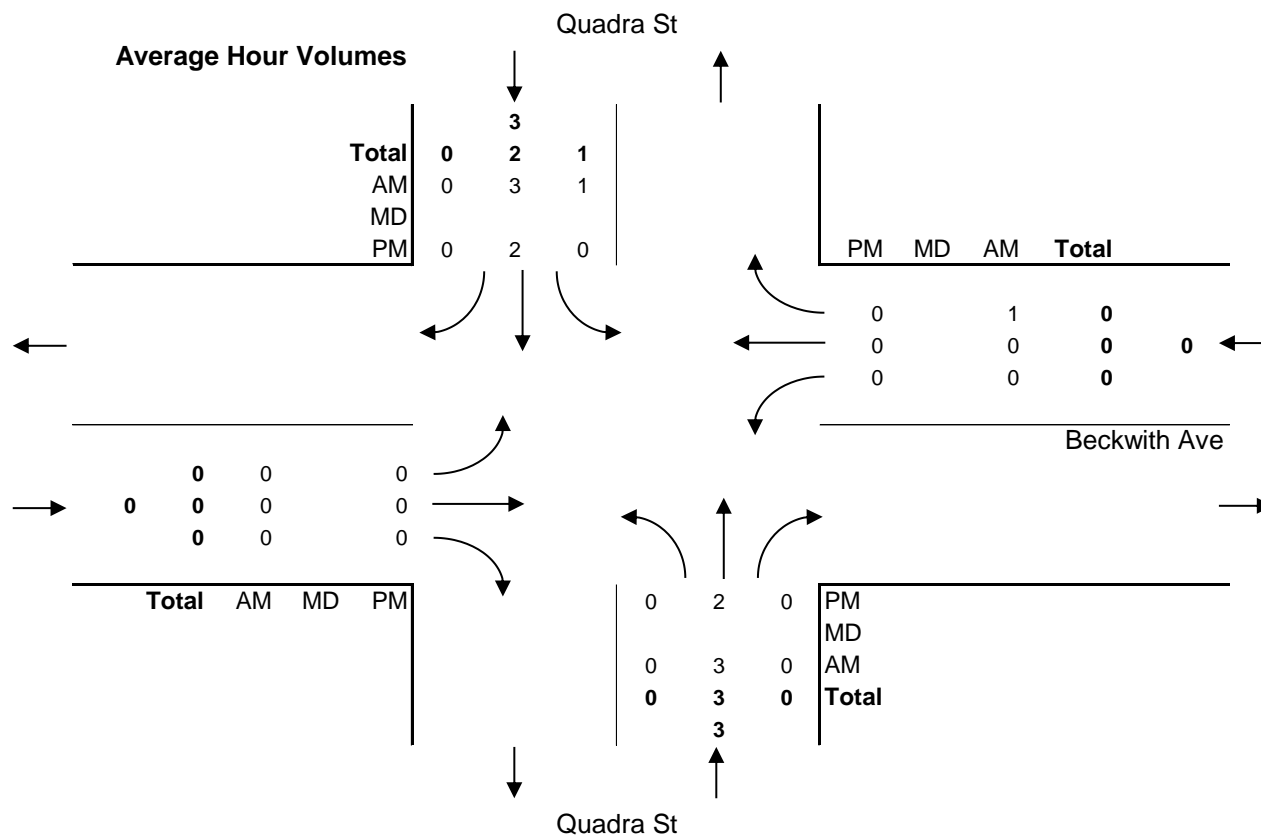 Quadra St
Average Hour Volumes
3
Total 0 2 1
AM 0 3 1
MD
PM 0 2 0
PM MD AM Total
0 1 0
0 0 0 0
0 0 0
Beckwith Ave
0 0 0
0 0 0 0
0 0 0
Total AM MD PM
0 2 0 PM
MD
0 3 0 AM
0 3 0 Total
3
Quadra St